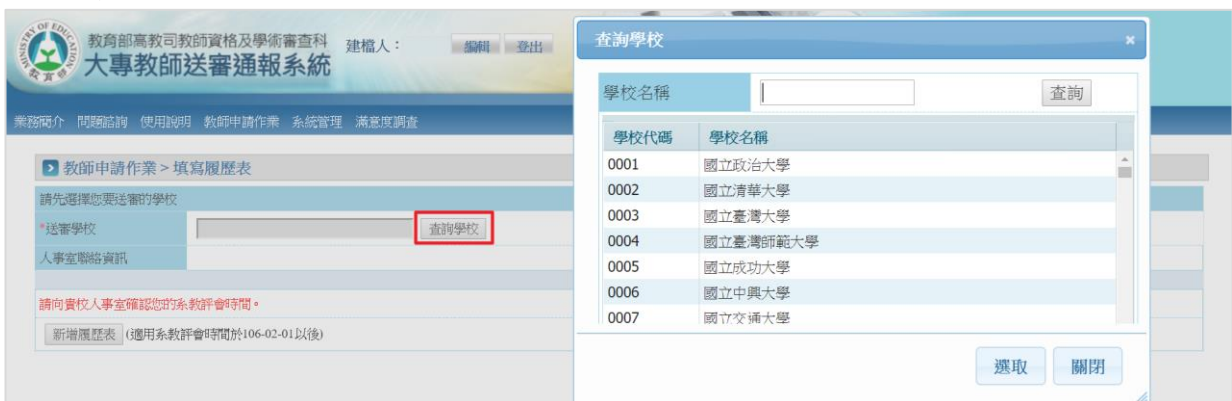 教育部高教司教師資格及學術審查科
大專教師送審通報系統
建檔人：
編輯
登出
業務簡介 問題諮詢 使用說明 教師申請作業 系統管理 滿意度調查
教師申請作業 > 填寫履歷表
請先選擇您要送審的學校
*送審學校
查詢學校
人事室聯絡資訊
請向貴校人事室確認您的系教評會時間。
新增履歷表 (適用系教評會時間於106-02-01以後)
查詢學校
學校名稱
查詢
學校代碼 學校名稱
0001 國立政治大學
0002 國立清華大學
0003 國立臺灣大學
0004 國立臺灣師範大學
0005 國立成功大學
0006 國立中興大學
0007 國立交通大學
選取
關閉